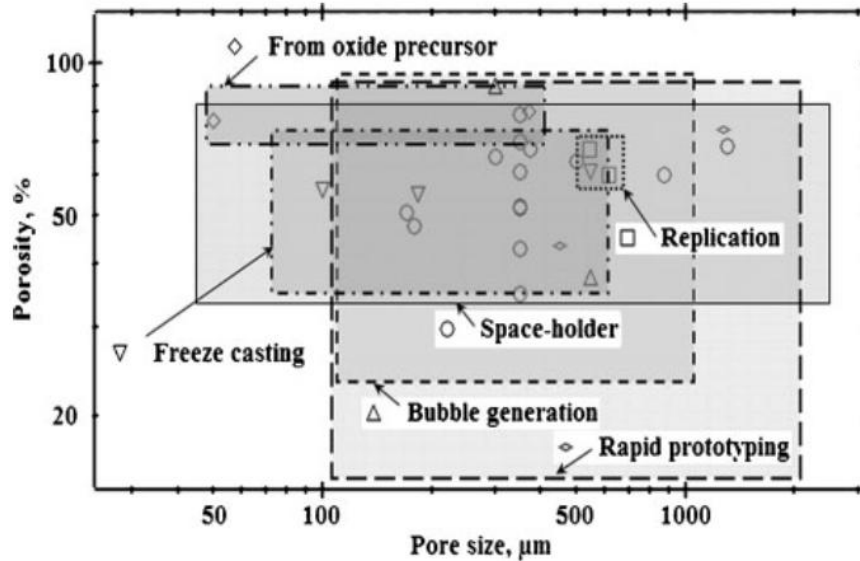 From oxide precursor
100
50
20
Porosity, %
Replication
Space-holder
Freeze casting
Bubble generation
Rapid prototyping
50
100
500
1000
Pore size, µm